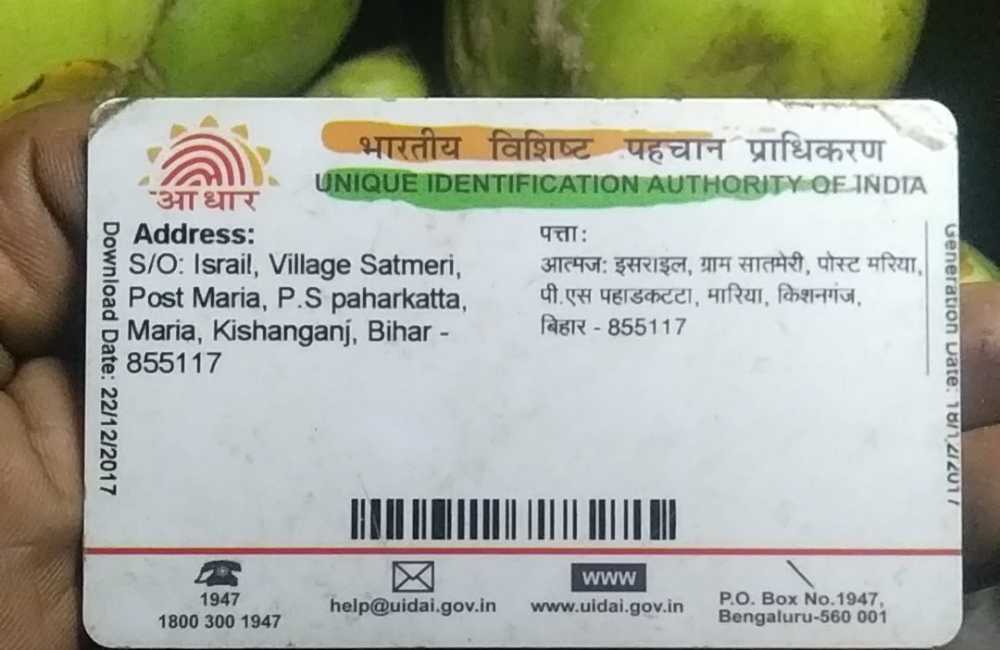 भारतीय विशिष्ट पहचान प्राधिकरण
UNIQUE IDENTIFICATION AUTHORITY OF INDIA
आधार
Address:
S/O: Israil, Village Satmeri,
Post Maria, P.S paharkatta,
Maria, Kishanganj, Bihar -
855117
पत्ता:
आत्मज: इसराइल, ग्राम सातमेरी, पोस्ट मरिया,
पी.एस पहाडकटटा, मारिया, किशनगंज,
बिहार - 855117
Download Date: 22/12/2017
Generation Date: 18/12/2017
1947
1800 300 1947
help@uidai.gov.in
www
www.uidai.gov.in
P.O. Box No.1947,
Bengaluru-560 001